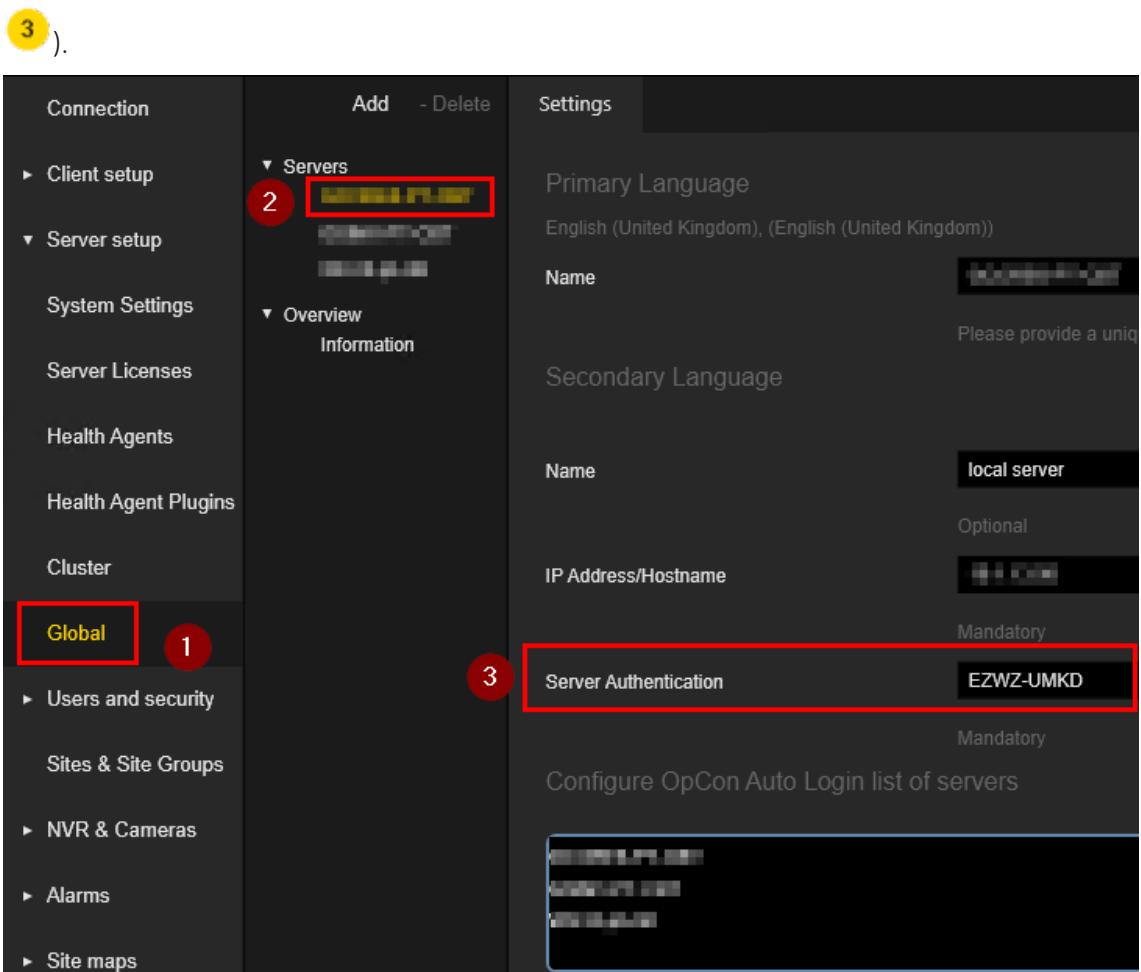 3 ).
Connection
▸ Client setup
▾ Server setup
System Settings
Server Licenses
Health Agents
Health Agent Plugins
Cluster
Global
1
▸ Users and security
Sites & Site Groups
▸ NVR & Cameras
▸ Alarms
▸ Site maps
Add - Delete
▾ Servers
2
▾ Overview
Information
Settings
Primary Language
English (United Kingdom), (English (United Kingdom))
Name
Please provide a uniq
Secondary Language
Name local server
Optional
IP Address/Hostname
Mandatory
3 Server Authentication EZWZ-UMKD
Mandatory
Configure OpCon Auto Login list of servers